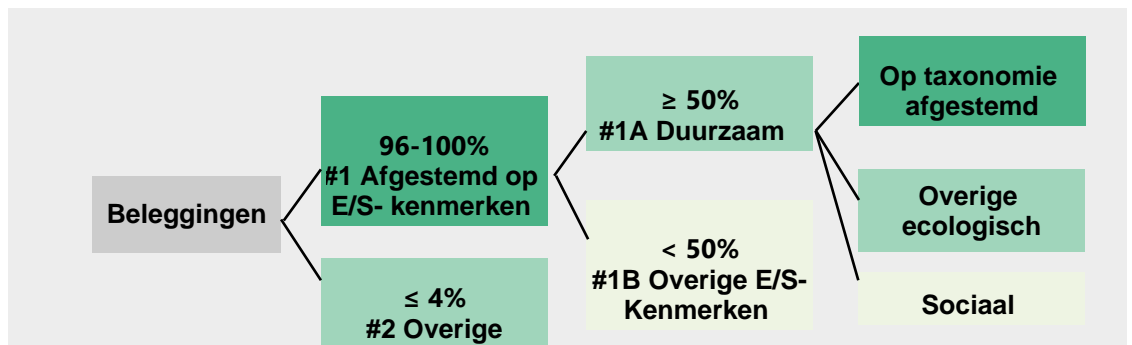 Beleggingen
96-100%
#1 Afgestemd op
E/S- kenmerken
≤ 4%
#2 Overige
≥ 50%
#1A Duurzaam
< 50%
#1B Overige E/S-
Kenmerken
Op taxonomie
afgestemd
Overige
ecologisch
Sociaal